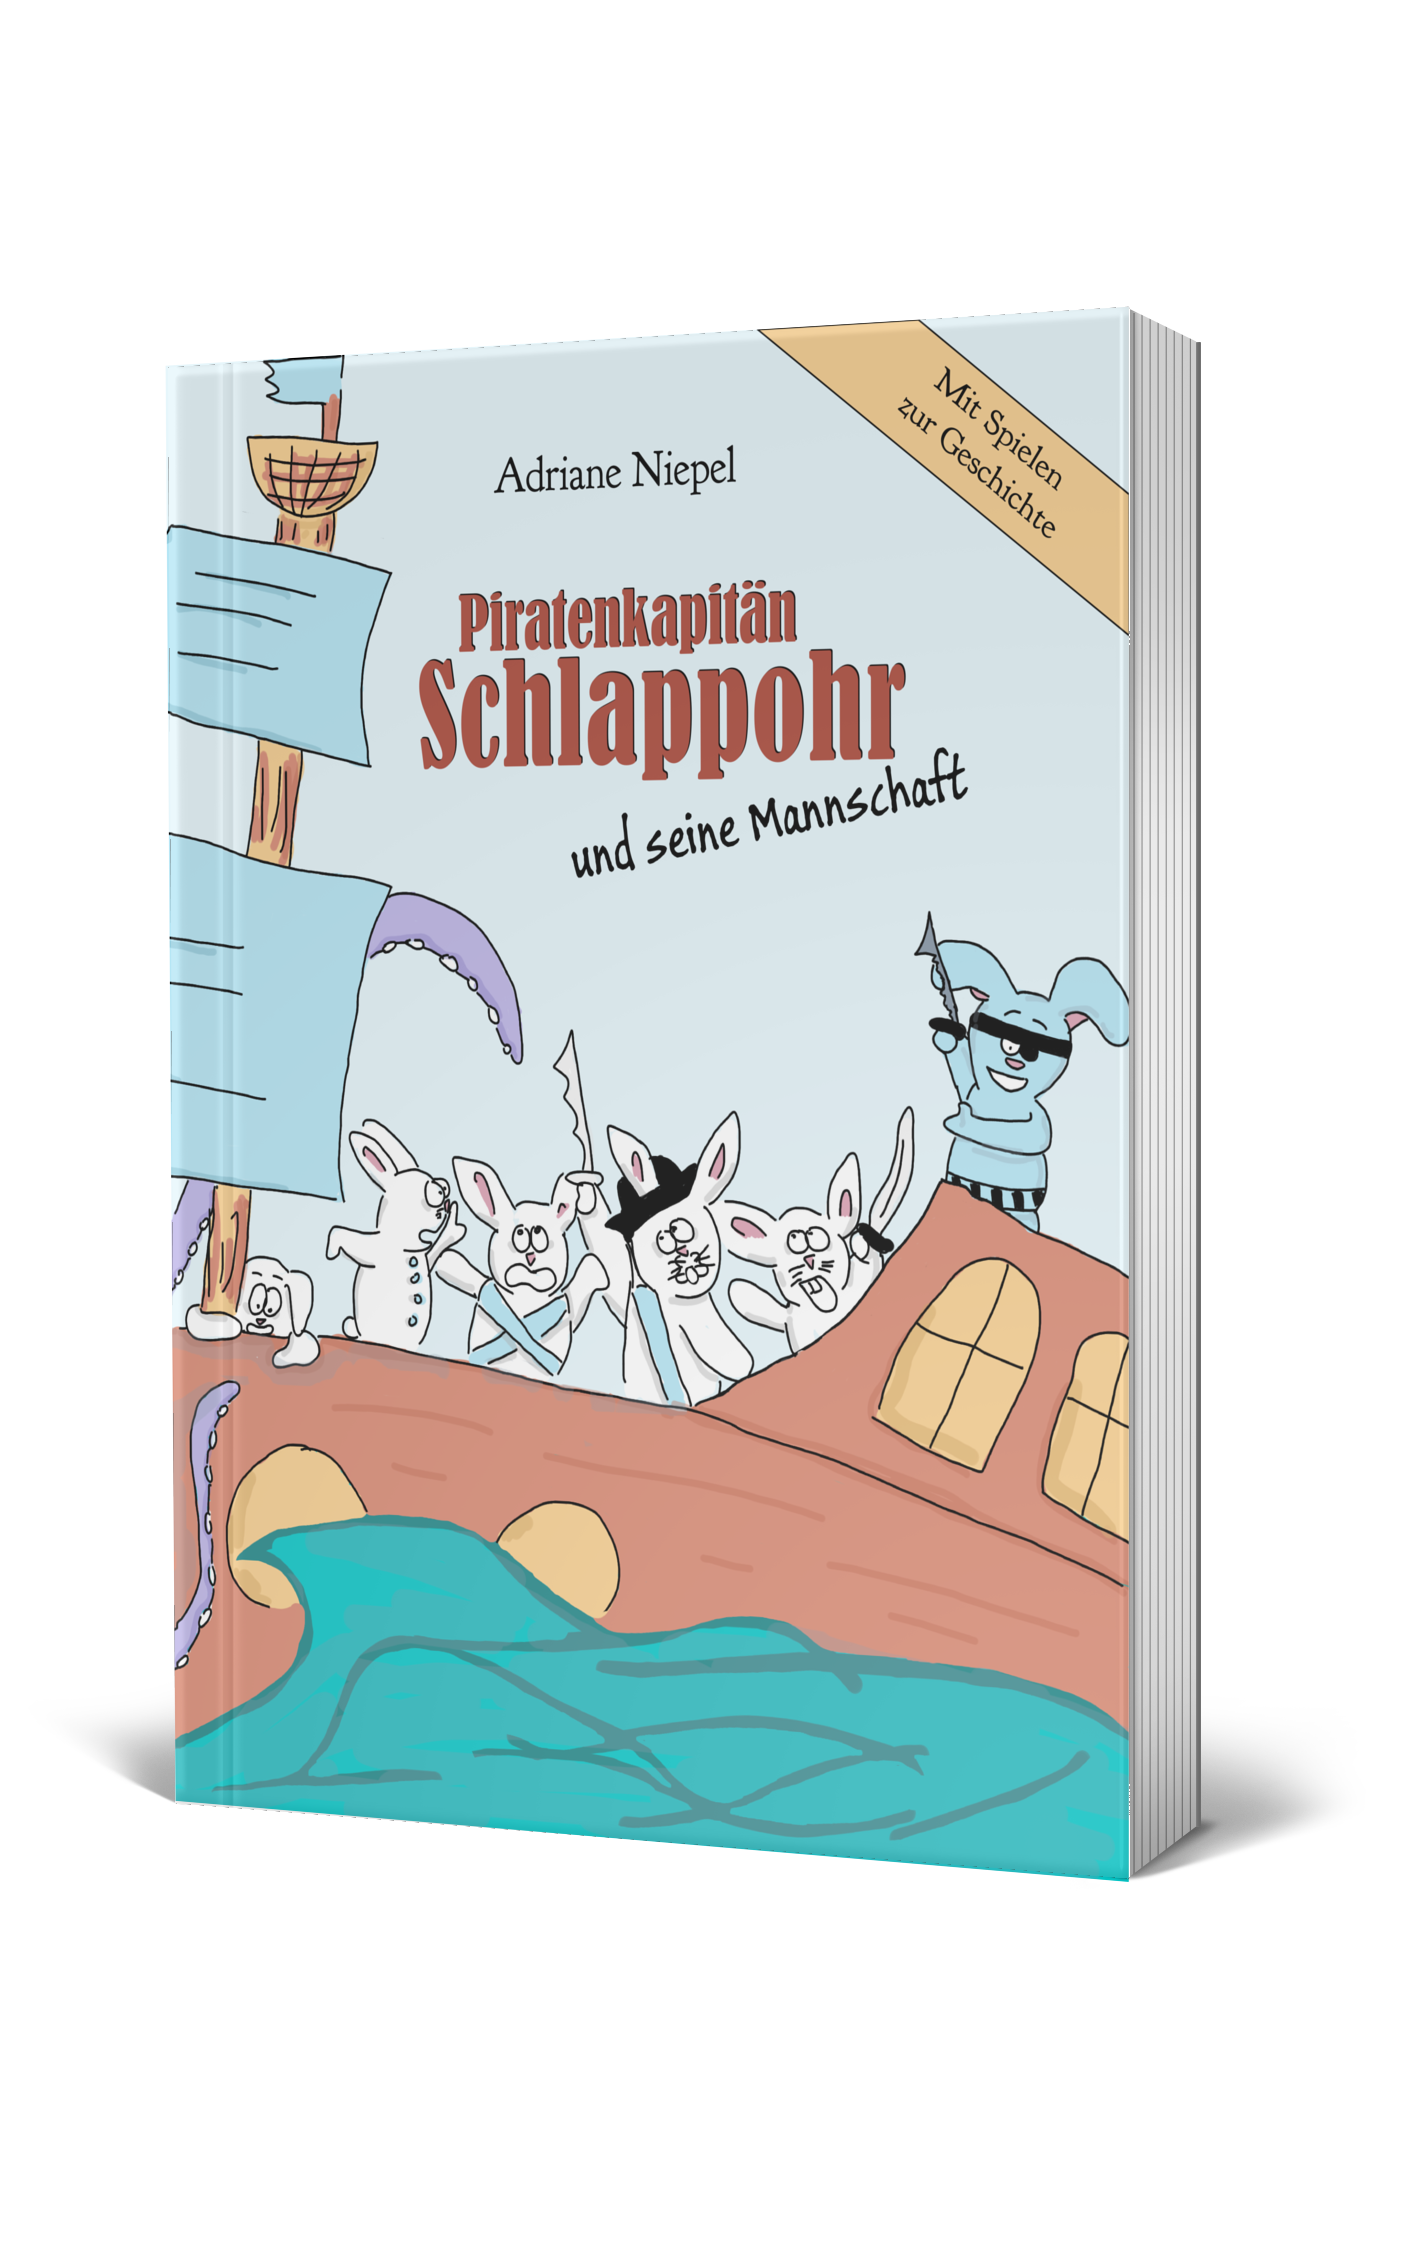 Mit Spielen
zur Geschichte
Adriane Niepel
Piratenkapitän
Schlappohr
und seine Mannschaft